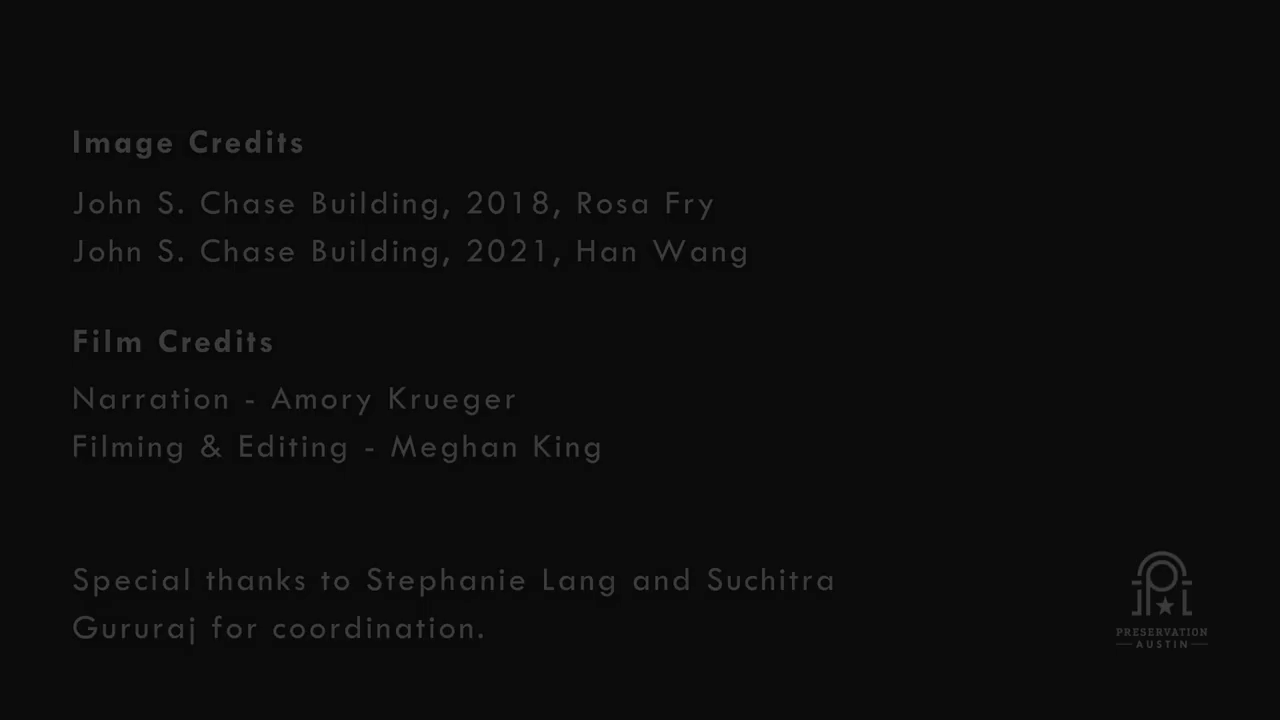 Image Credits
John S. Chase Building, 2018, Rosa Fry
John S. Chase Building, 2021, Han Wang
Film Credits
Narration - Amory Krueger
Filming & Editing - Meghan King
Special thanks to Stephanie Lang and Suchitra
Gururaj for coordination.
PRESERVATION
AUSTIN